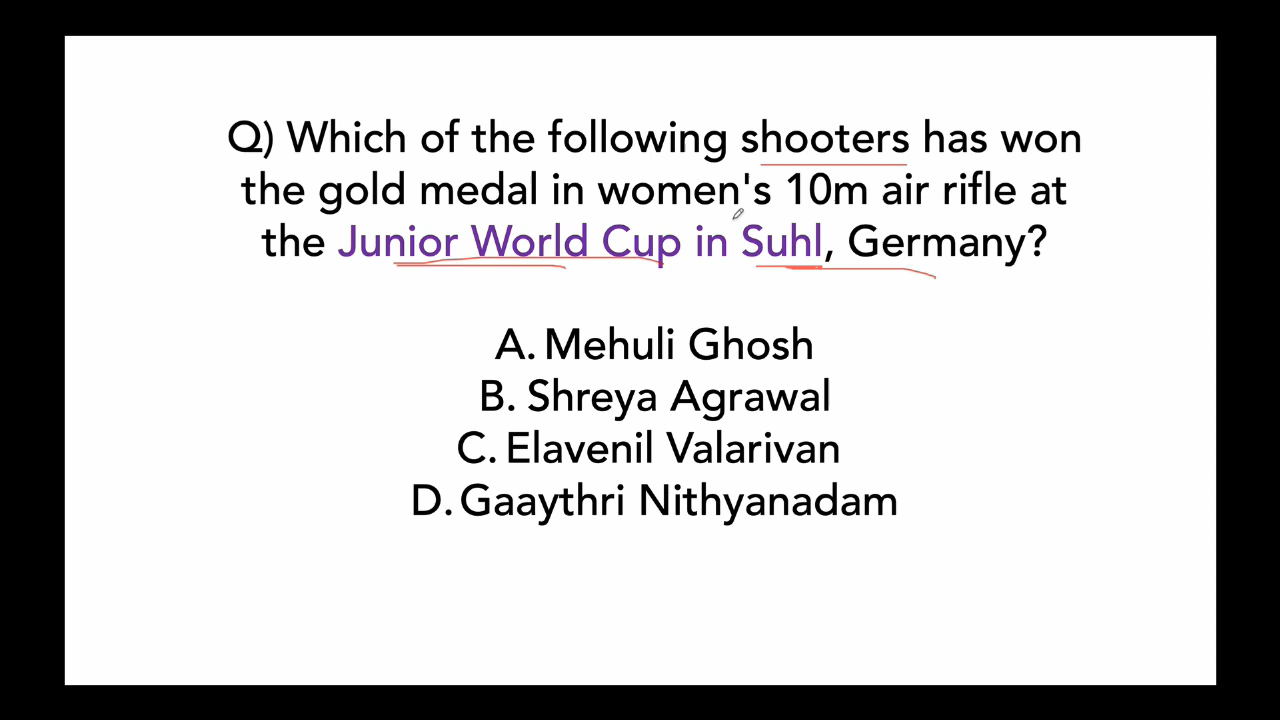 Q) Which of the following shooters has won
the gold medal in women's 10m air rifle at
the Junior World Cup in Suhl, Germany?
A. Mehuli Ghosh
B. Shreya Agrawal
C. Elavenil Valarivan
D. Gaaythri Nithyanadam